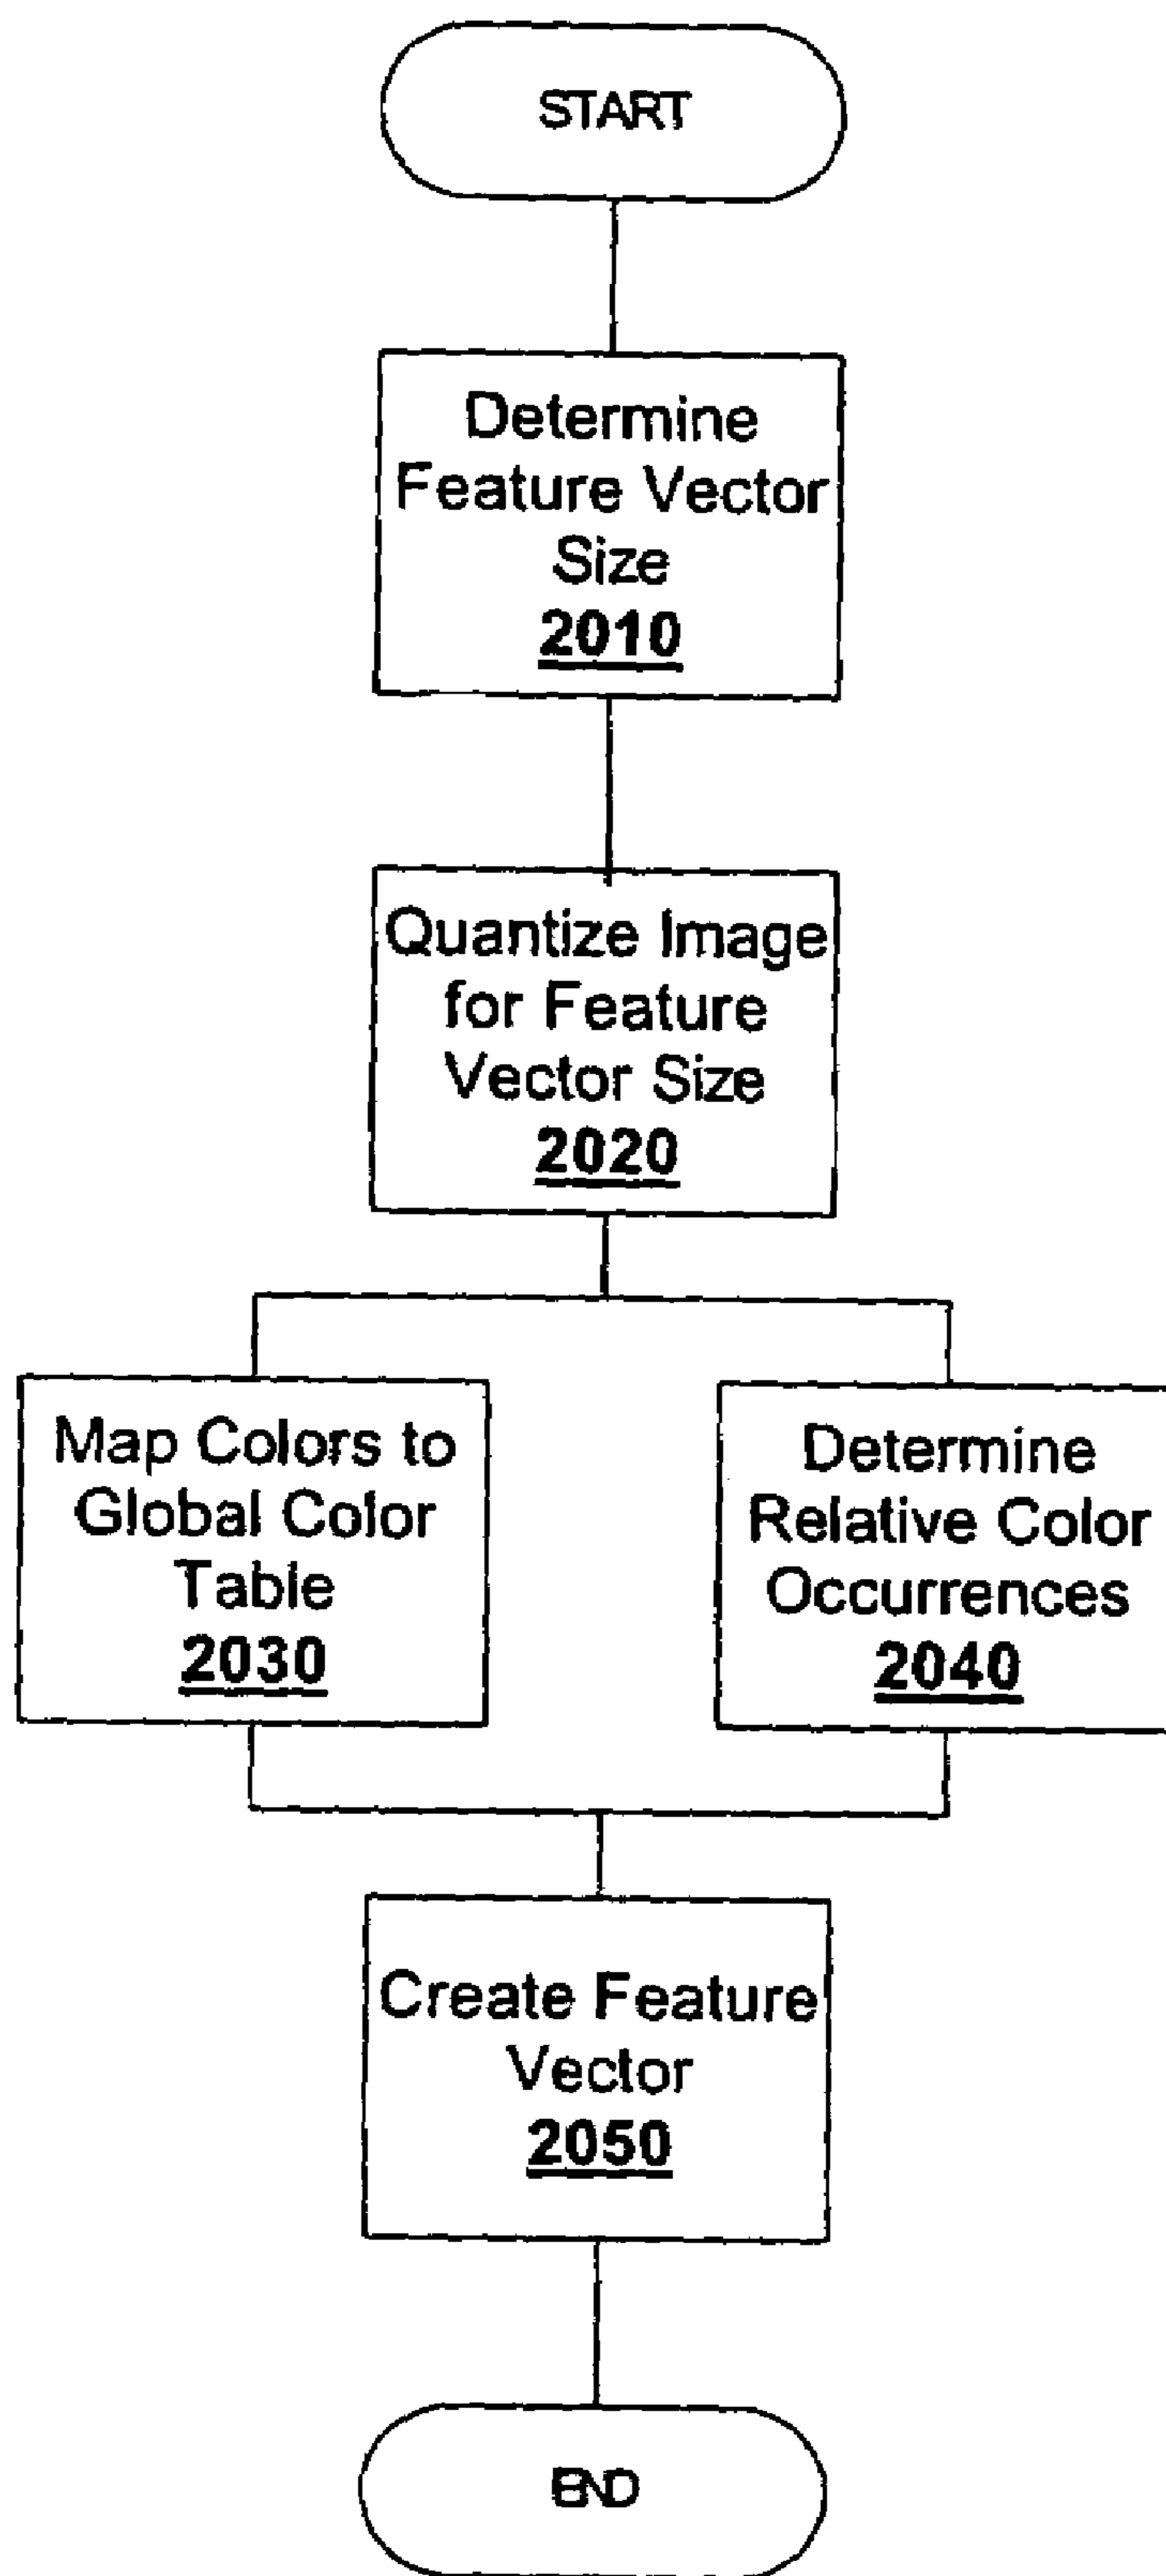 START
Determine
Feature Vector
Size
2010
Quantize Image
for Feature
Vector Size
2020
Map Colors to
Global Color
Table
2030
Determine
Relative Color
Occurrences
2040
Create Feature
Vector
2050
END